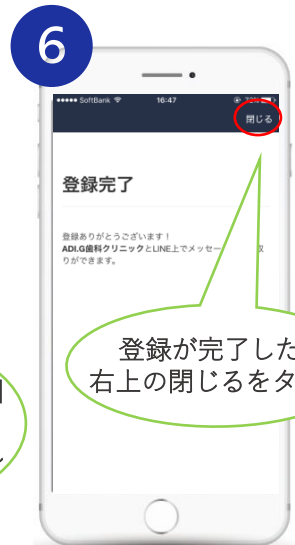 6
SoftBank 16:47
閉じる
登録完了
登録ありがとうございます！
ADI.G歯科クリニックとLINE上でメッセー
りができます。
登録が完了した
右上の閉じるをタ